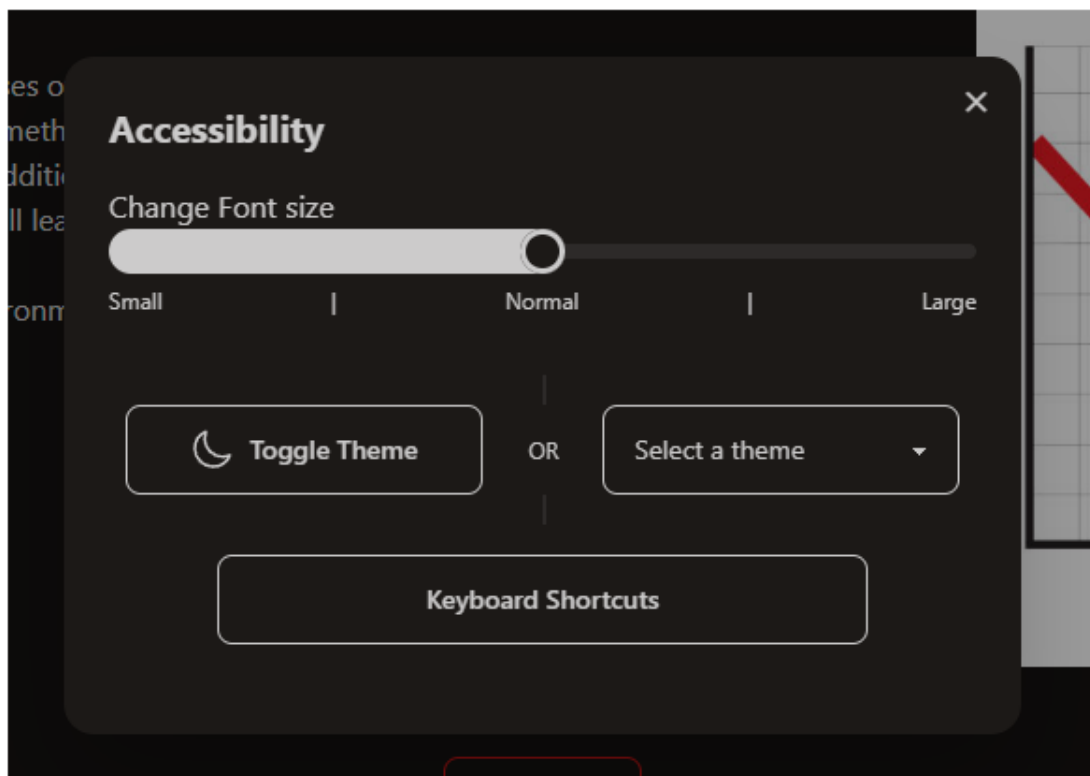 Accessibility
Change Font size
Small | Normal | Large
Toggle Theme OR Select a theme
Keyboard Shortcuts